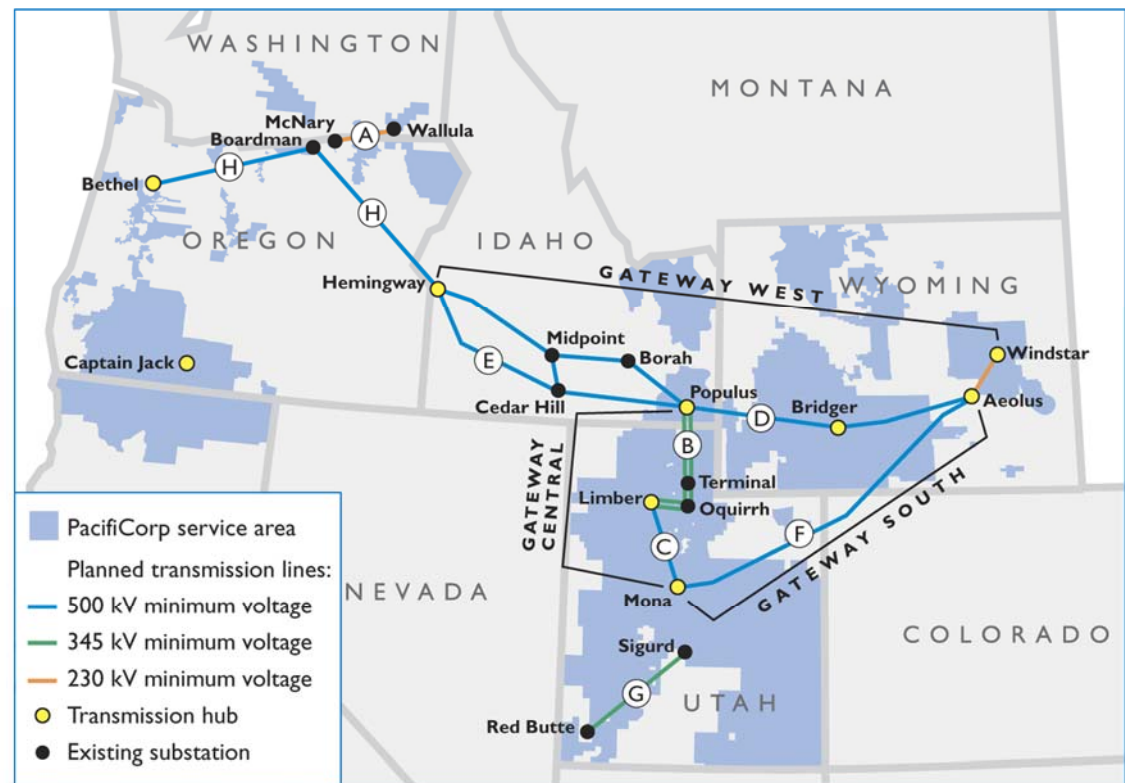 WASHINGTON
MONTANA
McNary
A
Wallula
Boardman
H
Bethel
H
OREGON
IDAHO
GATEWAY WEST
WYOMING
Hemingway
Midpoint
Borah
Windstar
Captain Jack
E
Populus
Cedar Hill
D
Bridger
Aeolus
B
GATEWAY
CENTRAL
Terminal
Limber
Oquirrh
GATEWAY SOUTH
F
C
Mona
NEVADA
COLORADO
Sigurd
G
UTAH
Red Butte
PacifiCorp service area
Planned transmission lines:
500 kV minimum voltage
345 kV minimum voltage
230 kV minimum voltage
Transmission hub
Existing substation